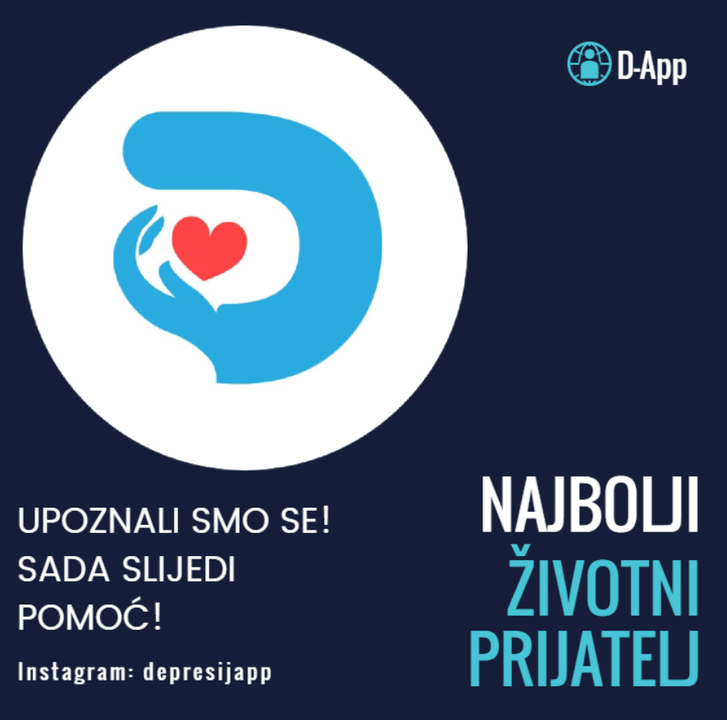 D-App
UPOZNALI SMO SE!
SADA SLIJEDI
POMOĆ!
Instagram: depresijapp
NAJBOLJI
ŽIVOTNI
PRIJATELJ